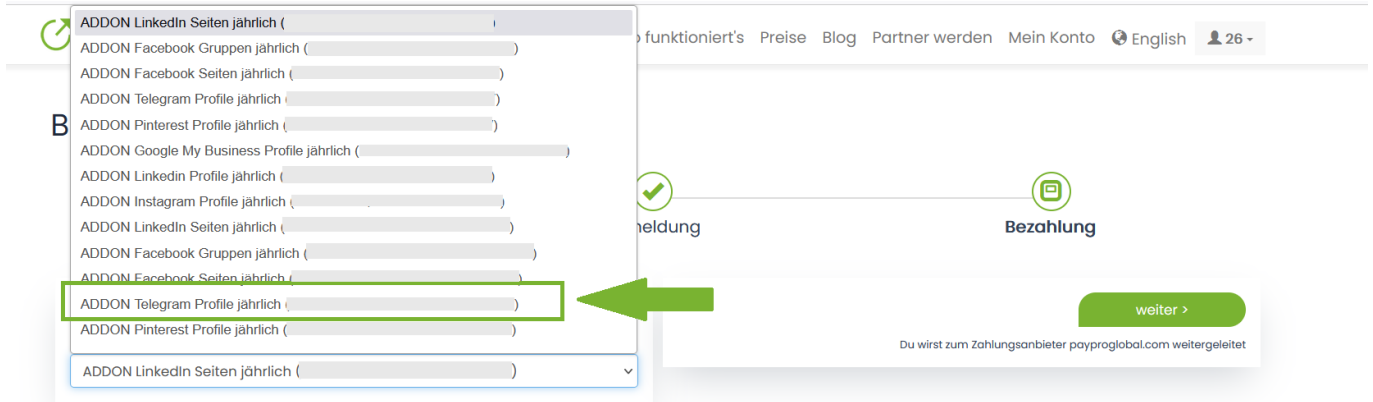 ADDON LinkedIn Seiten jährlich (
ADDON Facebook Gruppen jährlich ( )
ADDON Facebook Seiten jährlich ( )
ADDON Telegram Profile jährlich ( )
ADDON Pinterest Profile jährlich ( )
ADDON Google My Business Profile jährlich ( )
ADDON Linkedin Profile jährlich ( )
ADDON Instagram Profile jährlich ( )
ADDON LinkedIn Seiten jährlich ( )
ADDON Facebook Gruppen jährlich ( )
ADDON Facebook Seiten jährlich ( )
ADDON Telegram Profile jährlich ( )
ADDON Pinterest Profile jährlich ( )
ADDON LinkedIn Seiten jährlich ( )
funktioniert's Preise Blog Partner werden Mein Konto English 26
B
eldung
Bezahlung
weiter >
Du wirst zum Zahlungsanbieter payproglobal.com weitergeleitet